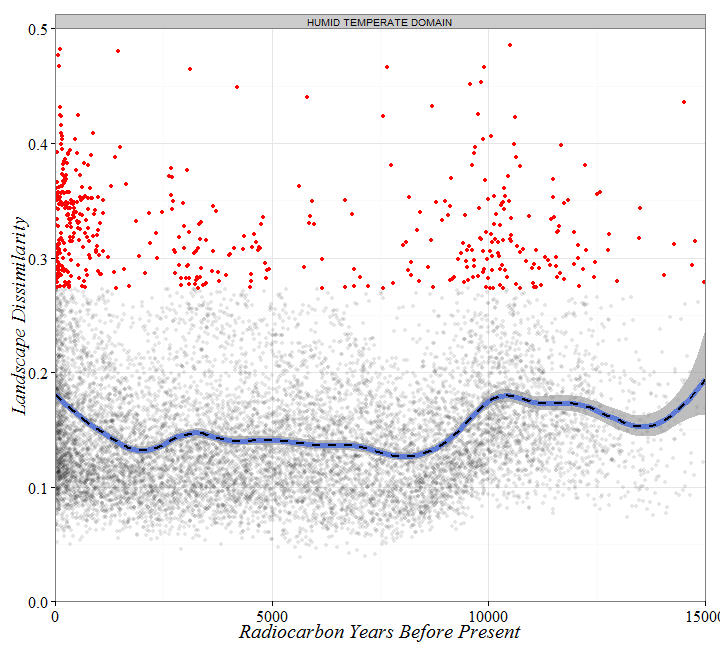 HUMID TEMPERATE DOMAIN
0.5
0.4
0.3
0.2
0.1
0.0
Landscape Dissimilarity
0 5000 10000 15000
Radiocarbon Years Before Present